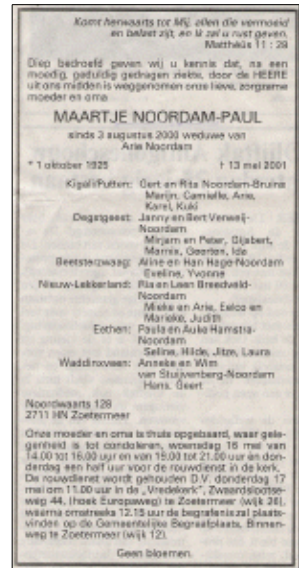 Komt herwaarts tot Mij, allen die vermoeid
en belast zijt, en Ik zal u rust geven.
Mattheüs 11 : 28
Diep bedroefd geven wij u kennis dat, na een
moedig, geduldig gedragen ziekte, door de HEERE
uit ons midden is weggenomen onze lieve, zorgzame
moeder en oma
MAARTJE NOORDAM-PAUL
sinds 3 augustus 2000 weduwe van
Arie Noordam
* 1 oktober 1925 † 13 mei 2001
Kigali/Putten: Gert en Rita Noordam-Bruins
Marijn, Camielle, Arie,
Karel, Kuki
Oegstgeest: Janny en Bert Verweij-
Noordam
Mirjam en Peter, Gijsbert,
Marnix, Geerten, Ide
Beetsterzwaag: Aline en Han Hage-Noordam
Eveline, Yvonne
Nieuw-Lekkerland: Ria en Leen Breedveld-
Noordam
Mieke en Arie, Eelco en
Marieke, Judith
Eethen: Paula en Auke Hamstra-
Noordam
Seline, Hilde, Jitze, Laura
Waddinxveen: Anneke en Wim
van Stuijvenberg-Noordam
Hans, Geert
Noordwaarts 128
2711 HN Zoetermeer
Onze moeder en oma is thuis opgebaard, waar gele-
genheid is tot condoleren, woensdag 16 mei van
14.00 tot 16.00 uur en van 19.00 tot 21.00 uur en don-
derdag een half uur voor de rouwdienst in de kerk.
De rouwdienst wordt gehouden D.V. donderdag 17
mei om 11.00 uur in de „Vredekerk”, Zwaardslootse-
weg 44, (hoek Europaweg) te Zoetermeer (wijk 26),
waarna omstreeks 12.15 uur de begrafenis zal plaats-
vinden op de Gemeentelijke Begraafplaats, Binnen-
weg te Zoetermeer (wijk 12).
Geen bloemen.